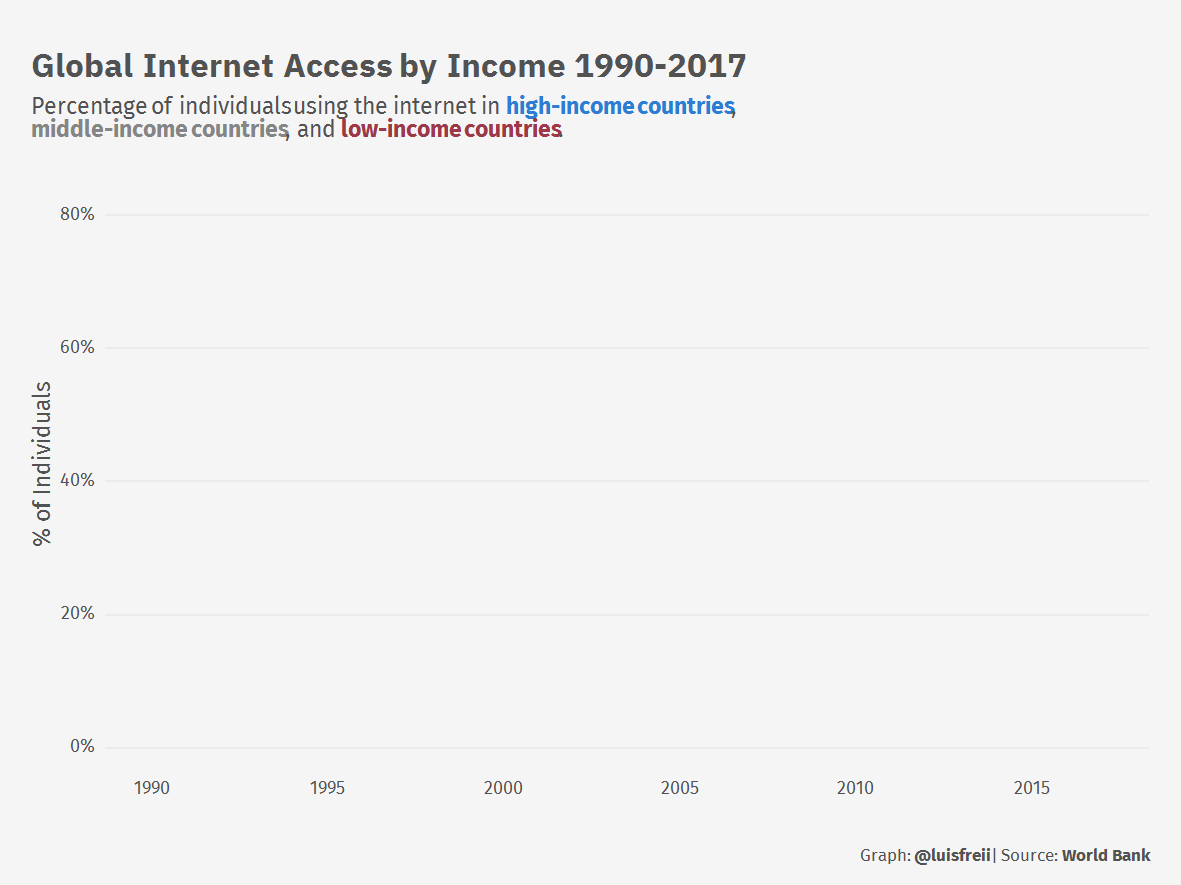 Global Internet Access by Income 1990-2017
Percentage of individuals using the internet in high-income countries,
middle-income countries, and low-income countries.
80%
60%
40%
20%
0%
% of Individuals
1990 1995 2000 2005 2010 2015
Graph: @luisfreii | Source: World Bank